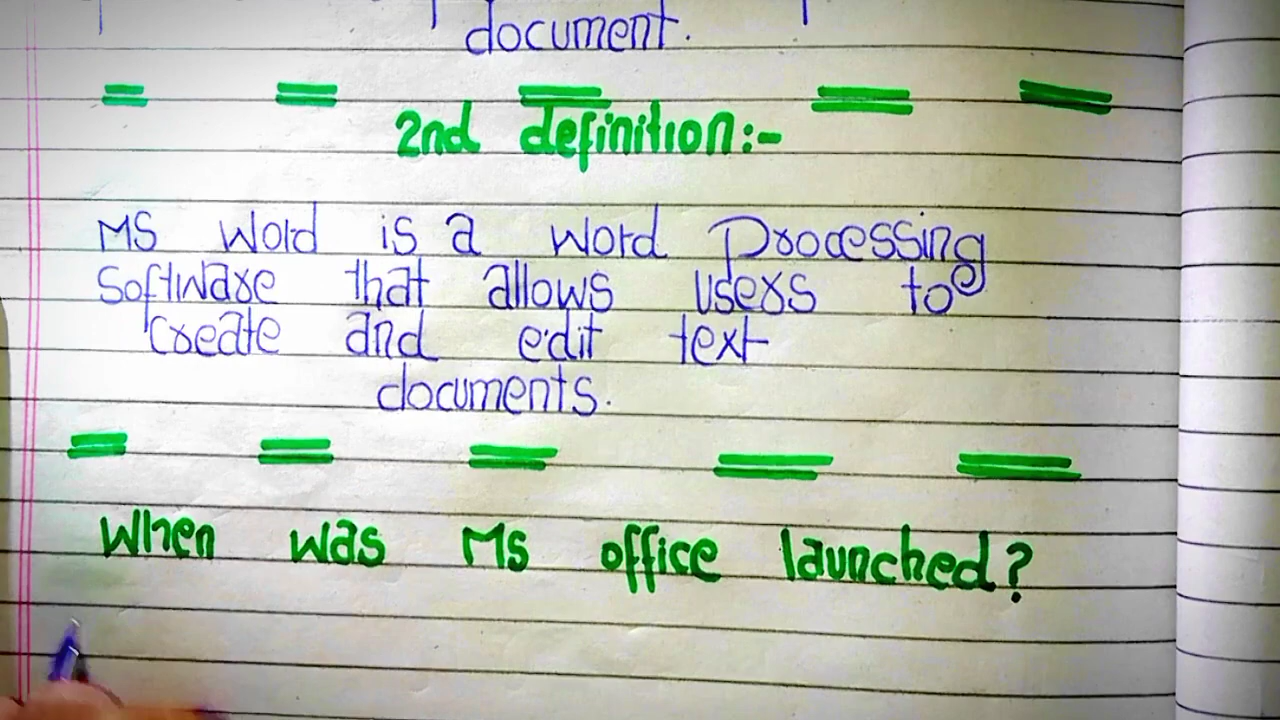 document.
2nd definition:-
MS Word is a word Processing
Software that allows users to
create and edit text
documents.
When was Ms office launched?